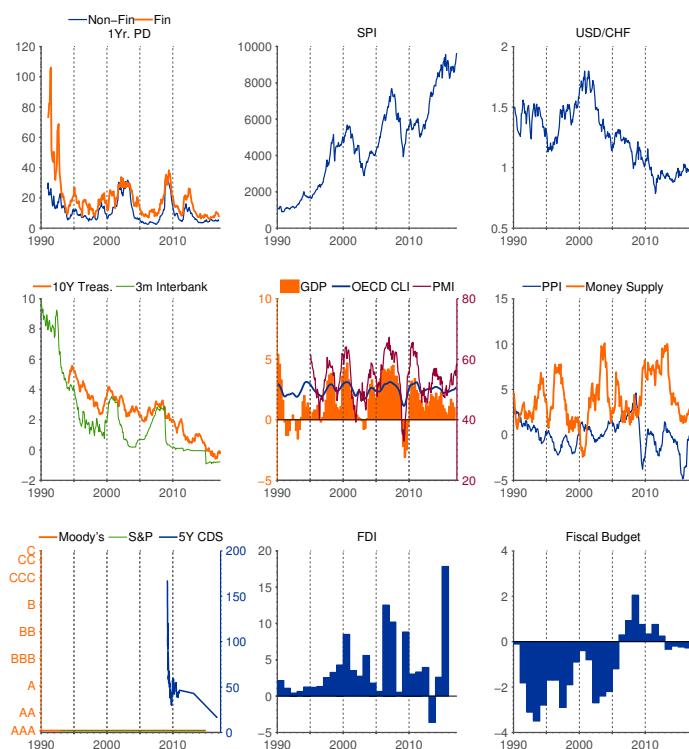 Non-Fin Fin
1Yr. PD
SPI
USD/CHF
120
100
80
60
40
20
0
1990 2000 2010
10000
8000
6000
4000
2000
0
1990 2000 2010
2
1.5
1
0.5
1990 2000 2010
10Y Treas. 3m Interbank
GDP OECD CLI PMI
PPI Money Supply
10
8
6
4
2
0
−2
1990 2000 2010
10
5
0
−5
80
60
40
20
1990 2000 2010
15
10
5
0
−5
1990 2000 2010
Moody's S&P 5Y CDS
FDI
Fiscal Budget
C
CC
CCC
B
BB
BBB
A
AA
AAA
200
150
100
50
0
1990 2000 2010
20
15
10
5
0
−5
1990 2000 2010
4
2
0
−2
−4
1990 2000 2010